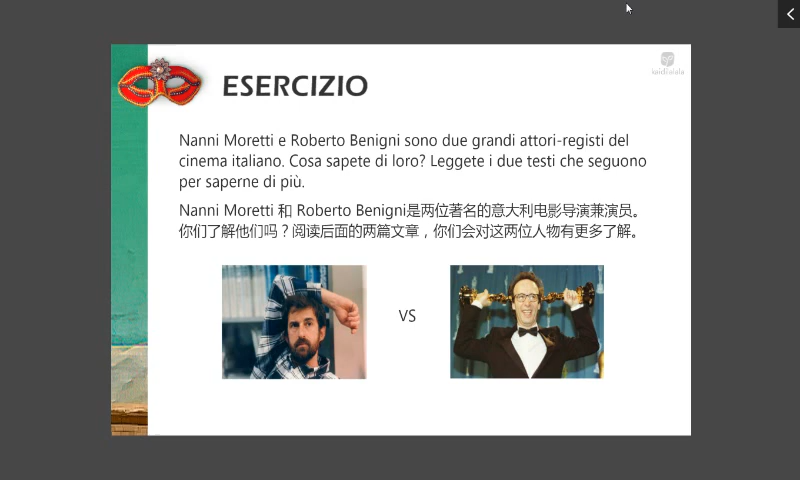 ESERCIZIO
Nanni Moretti e Roberto Benigni sono due grandi attori-registi del
cinema italiano. Cosa sapete di loro? Leggete i due testi che seguono
per saperne di più.
Nanni Moretti 和 Roberto Benigni是两位著名的意大利电影导演兼演员。
你们了解他们吗？阅读后面的两篇文章，你们会对这两位人物有更多了解。
VS